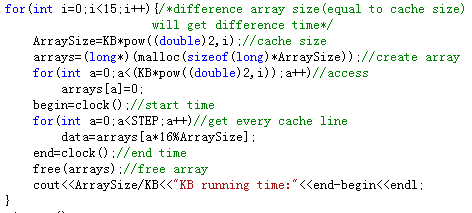 for(int i=0;i<15;i++){/*difference array size(equal to cache size)
will get difference time*/
ArraySize=KB*pow((double)2,i);//cache size
arrays=(long*)(malloc(sizeof(long)*ArraySize));//create array
for(int a=0;a<(KB*pow((double)2,i));a++)//access
arrays[a]=0;
begin=clock();//start time
for(int a=0;a<STEP;a++)//get every cache line
data=arrays[a*16%ArraySize];
end=clock();//end time
free(arrays);//free array
cout<<ArraySize/KB<<"KB running time:"<<end-begin<<endl;
}